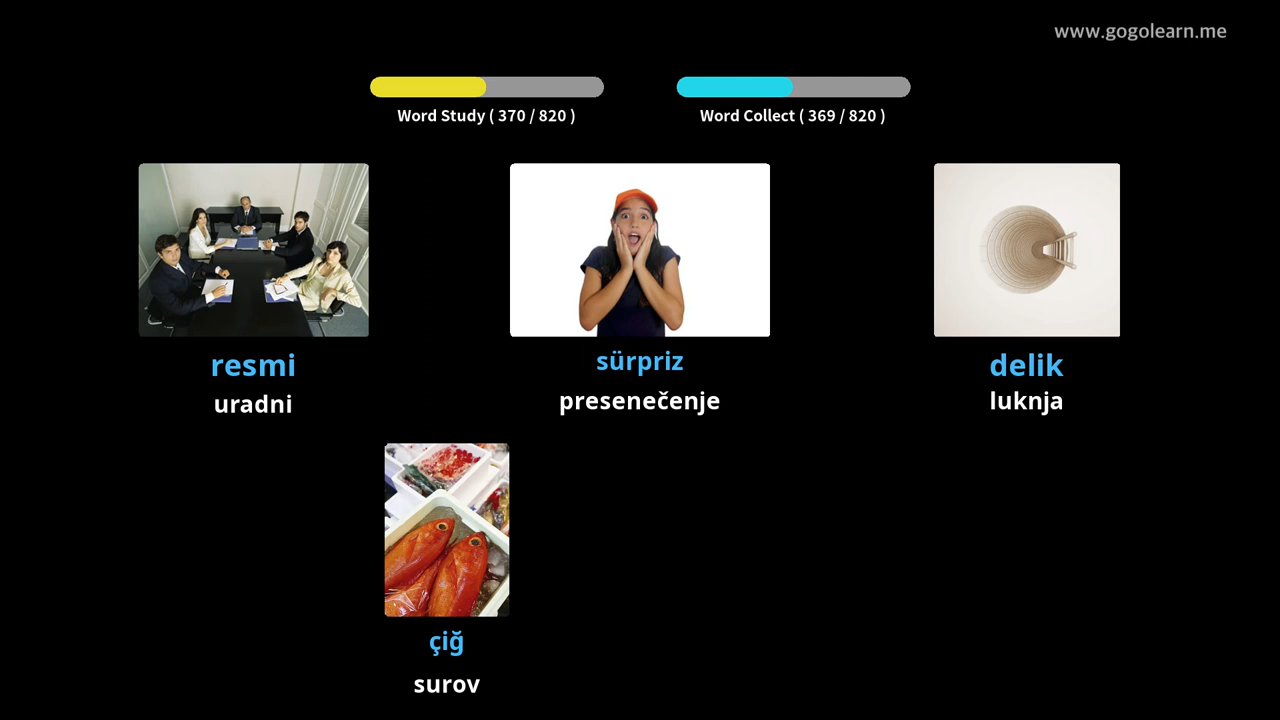 www.gogolearn.me
Word Study ( 370 / 820 )
Word Collect ( 369 / 820 )
resmi
uradni
sürpriz
presenečenje
delik
luknja
çiğ
surov